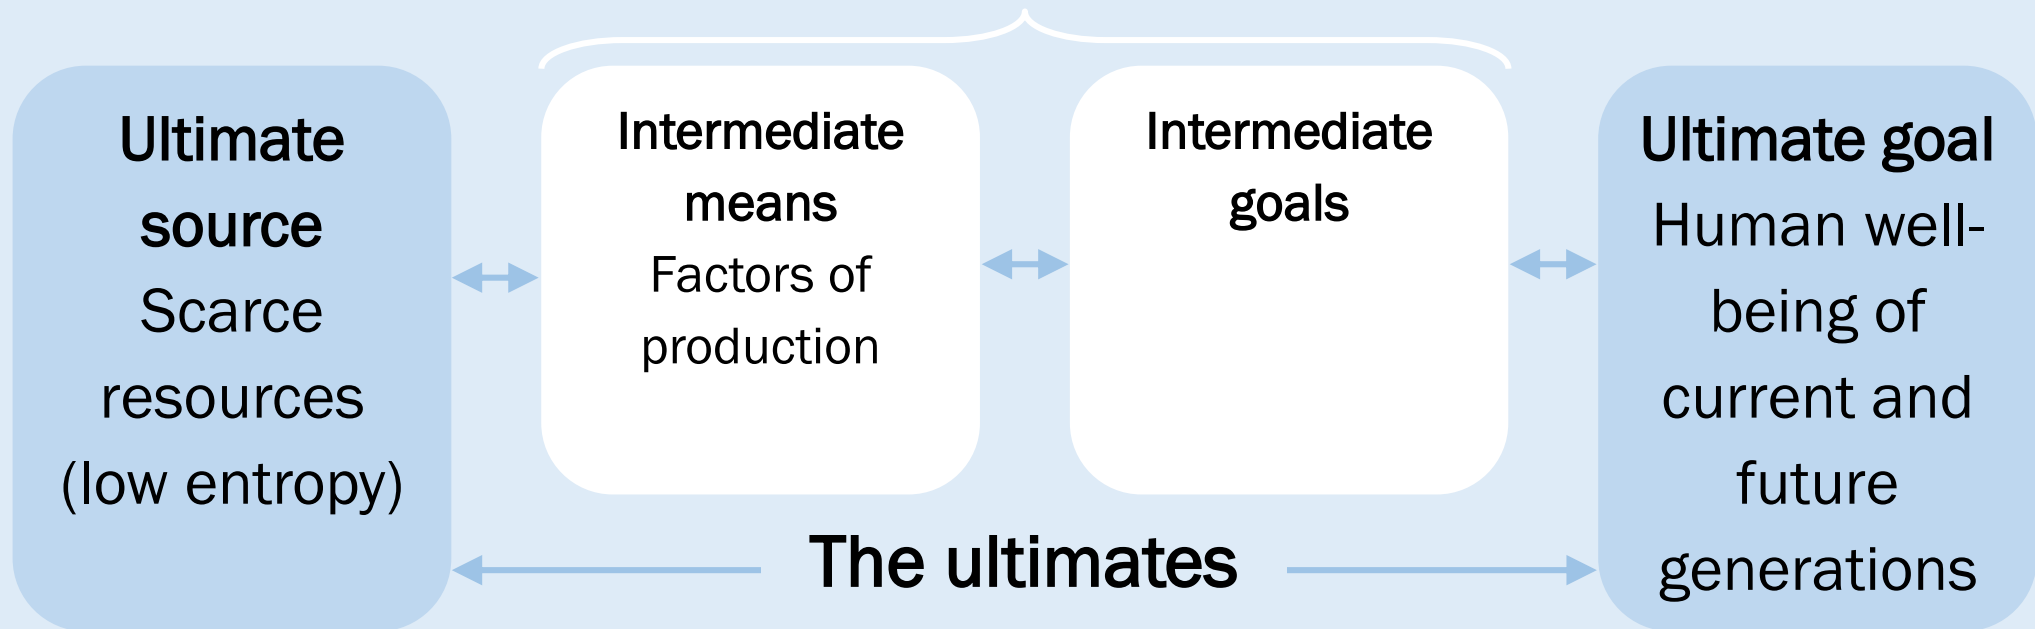 Ultimate
source
Scarce
resources
(low entropy)
Intermediate
means
Factors of
production
Intermediate
goals
Ultimate goal
Human well-
being of
current and
future
generations
The ultimates